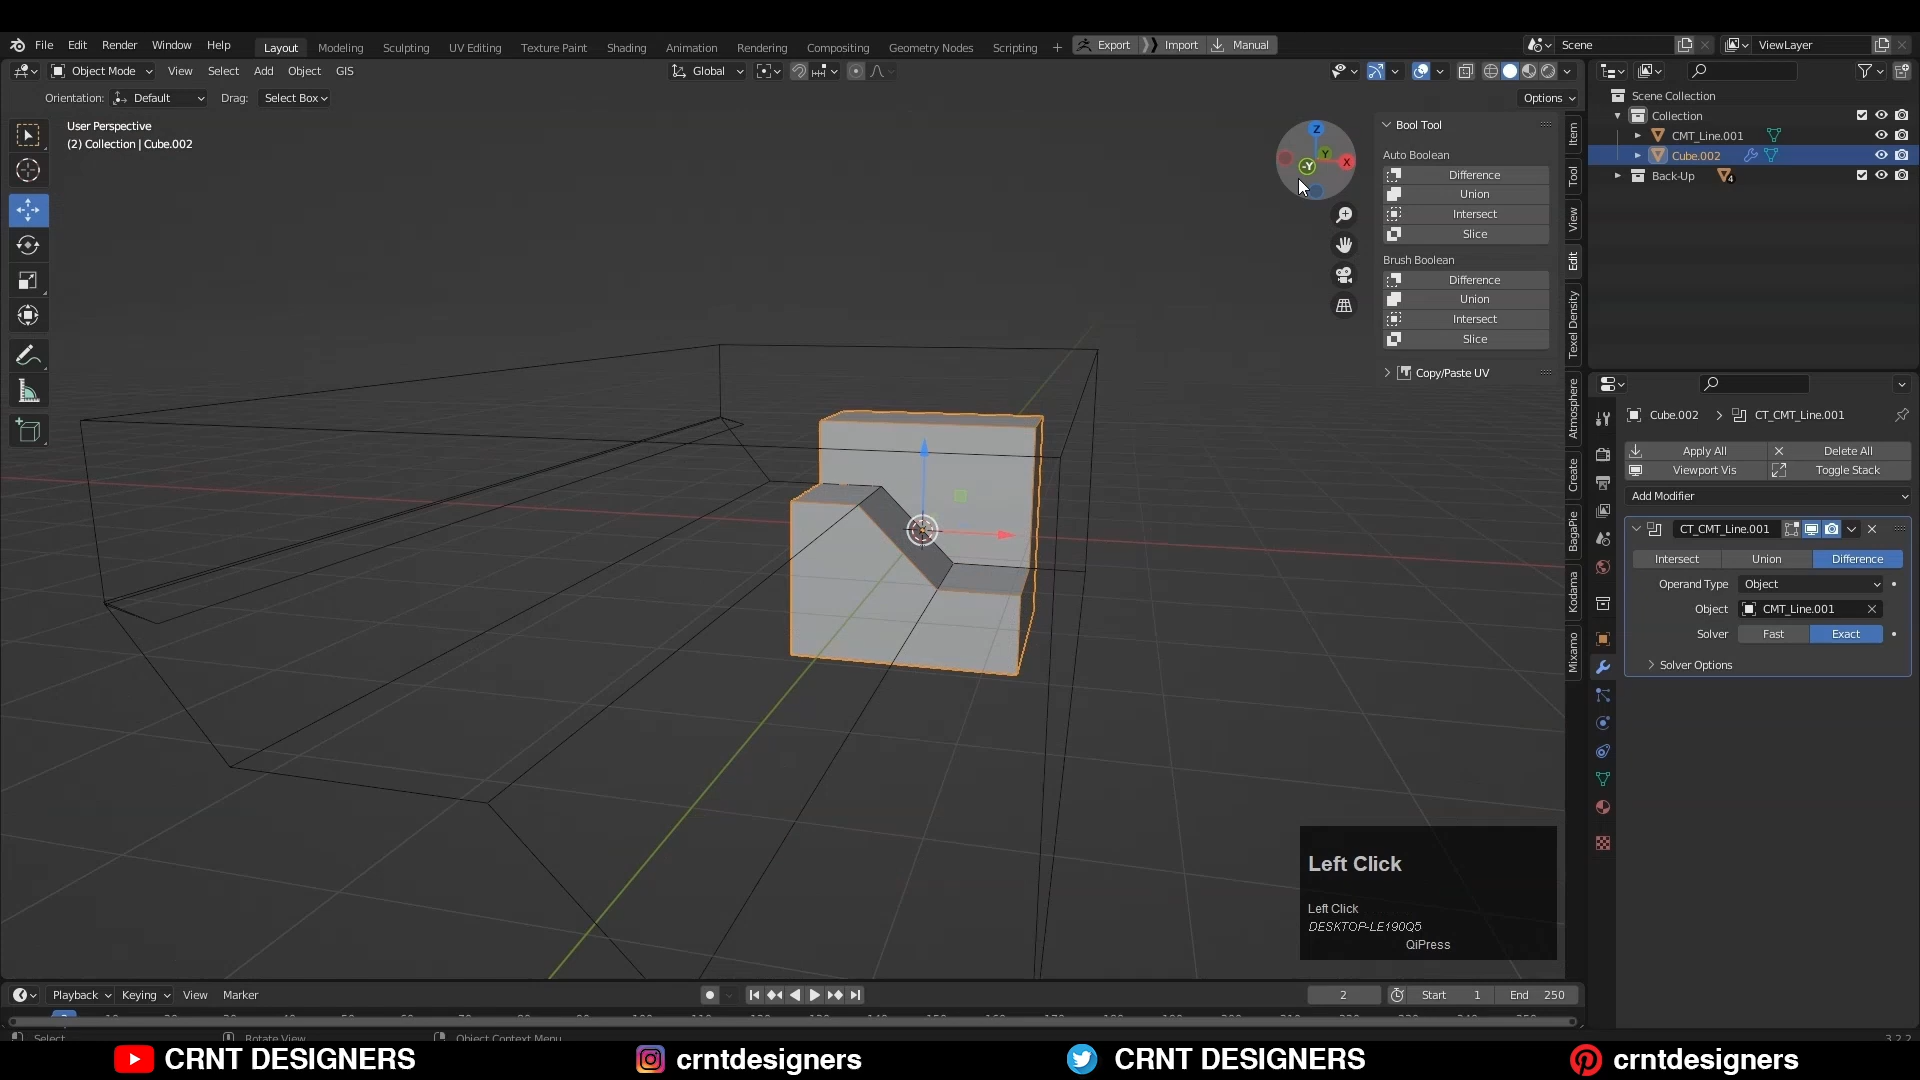 File Edit Render Window Help
Layout Modeling Sculpting UV Editing Texture Paint Shading Animation Rendering Compositing Geometry Nodes Scripting + Export Import Manual
Scene ViewLayer
Object Mode View Select Add Object GIS
Global
Orientation: Default Drag: Select Box
Options
User Perspective
(2) Collection | Cube.002
Z
Y
-Y
X
Bool Tool
Auto Boolean
Difference
Union
Intersect
Slice
Brush Boolean
Difference
Union
Intersect
Slice
Copy/Paste UV
Item
Tool
View
Edit
Texel Density
Atmosphere
Create
BagaPie
Kodama
Mixamo
Scene Collection
Collection
CMT_Line.001
Cube.002
Back-Up 4
Cube.002 > CT_CMT_Line.001
Apply All Delete All
Viewport Vis Toggle Stack
Add Modifier
CT_CMT_Line.001
Intersect Union Difference
Operand Type Object
Object CMT_Line.001
Solver Fast Exact
Solver Options
Left Click
Left Click
DESKTOP-LE190Q5
QiPress
Playback Keying View Marker
2 Start 1 End 250
Select Rotate View Object Context Menu
3.2.2
CRNT DESIGNERS crntdesigners CRNT DESIGNERS crntdesigners